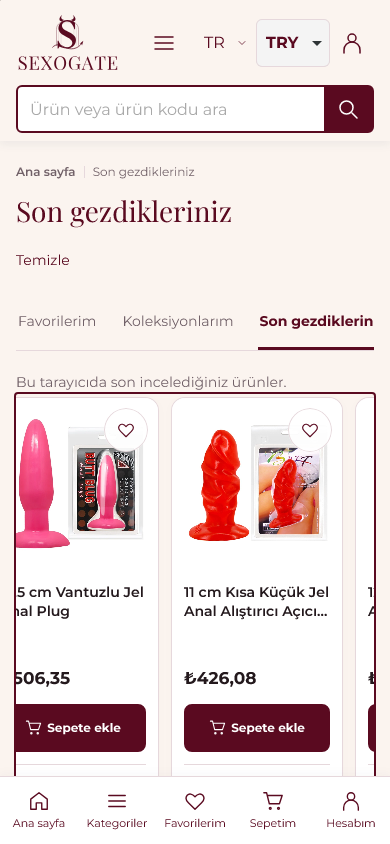 SEXOGATE
TR
TRY
Ürün veya ürün kodu ara
Ana sayfa
Son gezdikleriniz
Son gezdikleriniz
Temizle
Favorilerim
Koleksiyonlarım
Son gezdiklerin
Bu tarayıcıda son incelediğiniz ürünler.
5 cm Vantuzlu Jel
nal Plug
506,35
Sepete ekle
11 cm Kısa Küçük Jel
Anal Alıştırıcı Açıcı...
₺426,08
Sepete ekle
Ana sayfa
Kategoriler
Favorilerim
Sepetim
Hesabım